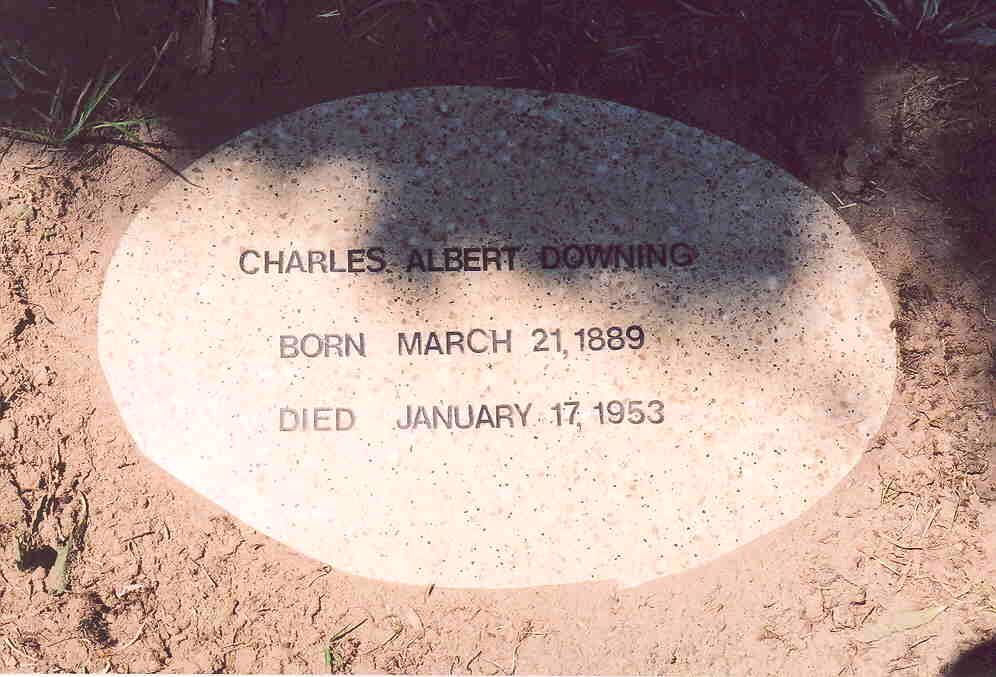 CHARLES ALBERT DOWNING
BORN MARCH 21, 1889
DIED JANUARY 17, 1953